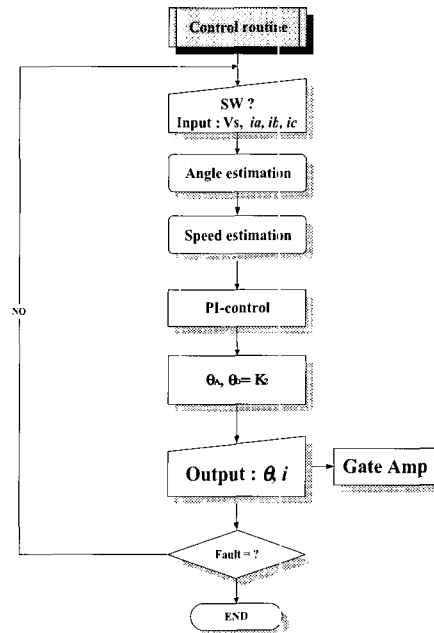 Control routine
SW ?
Input : Vs, ia, ib, ic
Angle estimation
Speed estimation
PI-control
NO
θA, θD= K2
Output : θ, i
Gate Amp
Fault = ?
END